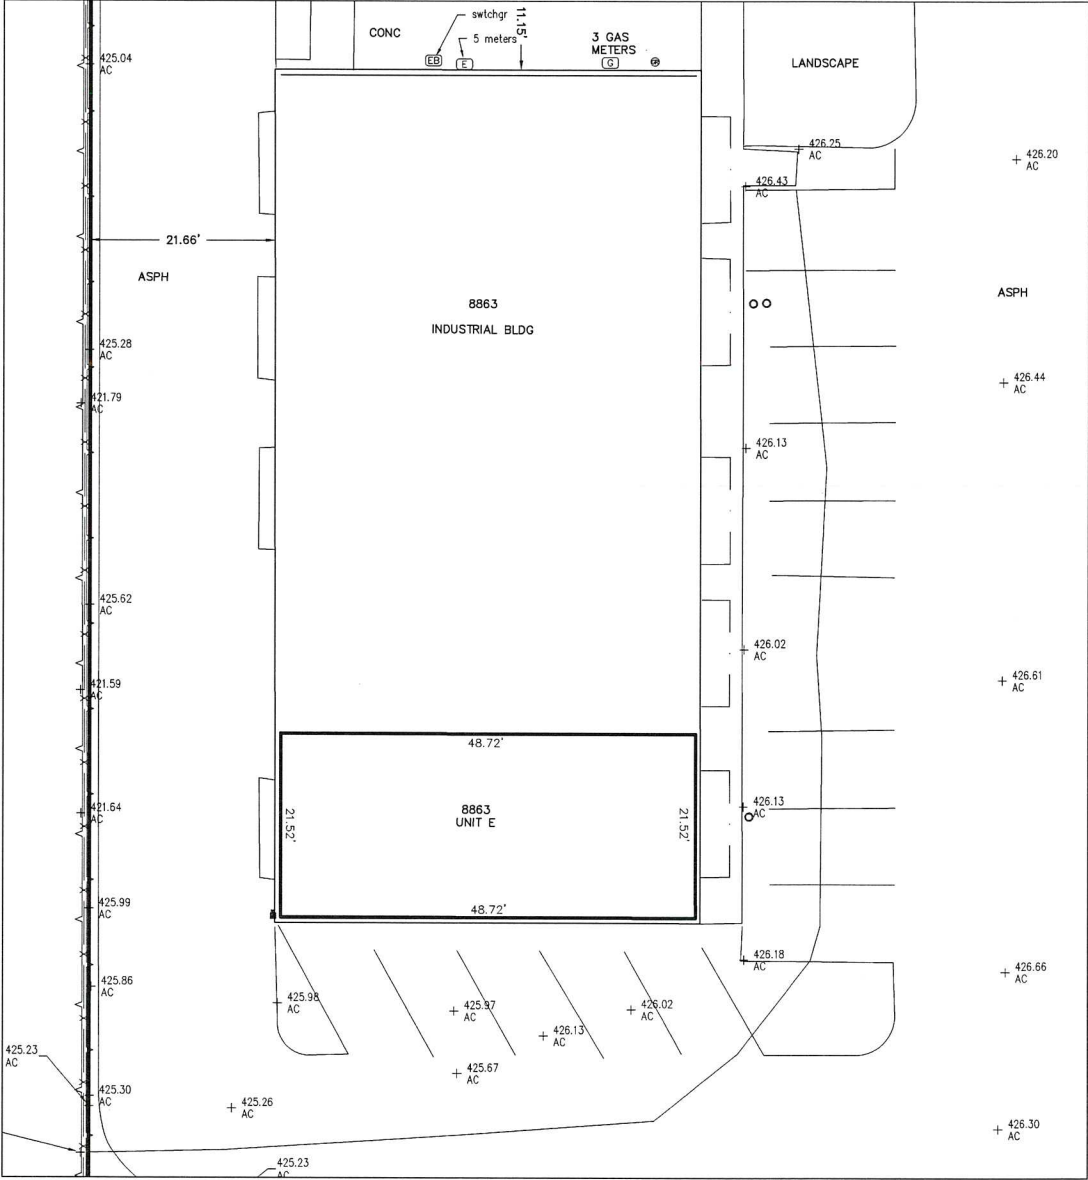 swtchgr
11.15'
CONC
5 meters
3 GAS
METERS
EB
E
G
LANDSCAPE
425.04
AC
426.25
AC
426.20
AC
426.43
AC
21.66'
ASPH
8863
INDUSTRIAL BLDG
ASPH
425.28
AC
426.44
AC
421.79
AC
426.13
AC
425.62
AC
426.02
AC
421.59
AC
426.61
AC
48.72'
421.64
AC
21.52'
8863
UNIT E
21.52'
426.13
AC
48.72'
425.99
AC
426.18
AC
425.86
AC
426.66
AC
425.98
AC
425.97
AC
426.02
AC
426.13
AC
425.23
AC
425.67
AC
425.30
AC
425.26
AC
426.30
AC
425.23
AC